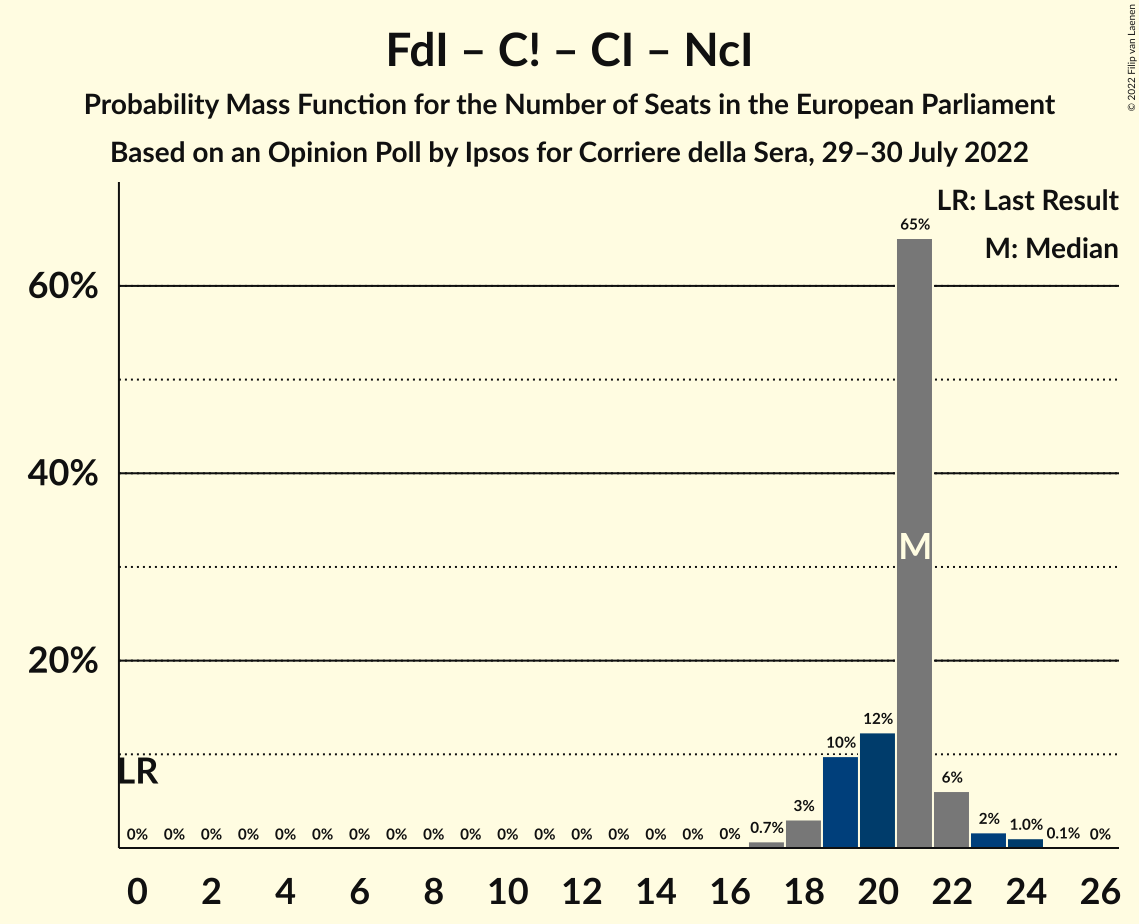 FdI – C! – CI – NcI
Probability Mass Function for the Number of Seats in the European Parliament
Based on an Opinion Poll by Ipsos for Corriere della Sera, 29–30 July 2022
© 2022 Filip van Laenen
LR: Last Result
M: Median
60%
40%
20%
LR
M
0% 0% 0% 0% 0% 0% 0% 0% 0% 0% 0% 0% 0% 0% 0% 0% 0% 0.7% 3% 10% 12% 65% 6% 2% 1.0% 0.1% 0%
0 2 4 6 8 10 12 14 16 18 20 22 24 26